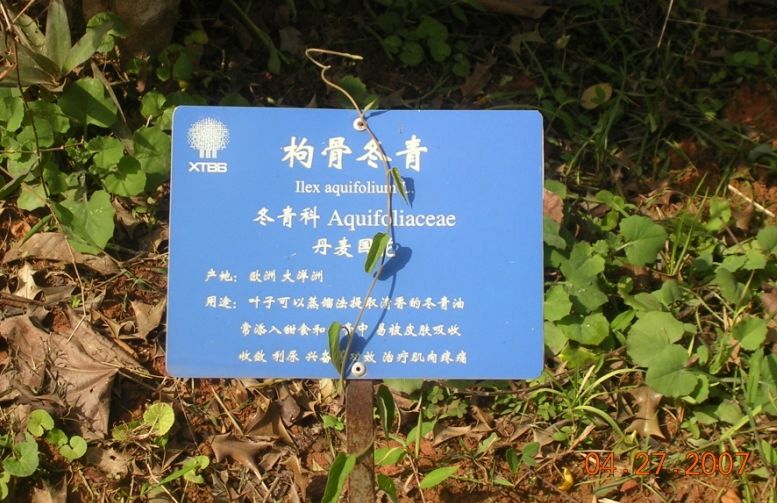 XTBG
枸骨冬青
Ilex aquifolium L.
冬青科 Aquifoliaceae
丹麦国花
产地：欧洲 大洋洲
用途：叶子可以蒸馏法提取清香的冬青油
常添入甜食和 中 易被皮肤吸收
收敛 利尿 兴奋 功效 治疗肌肉疼痛
04.27.2007